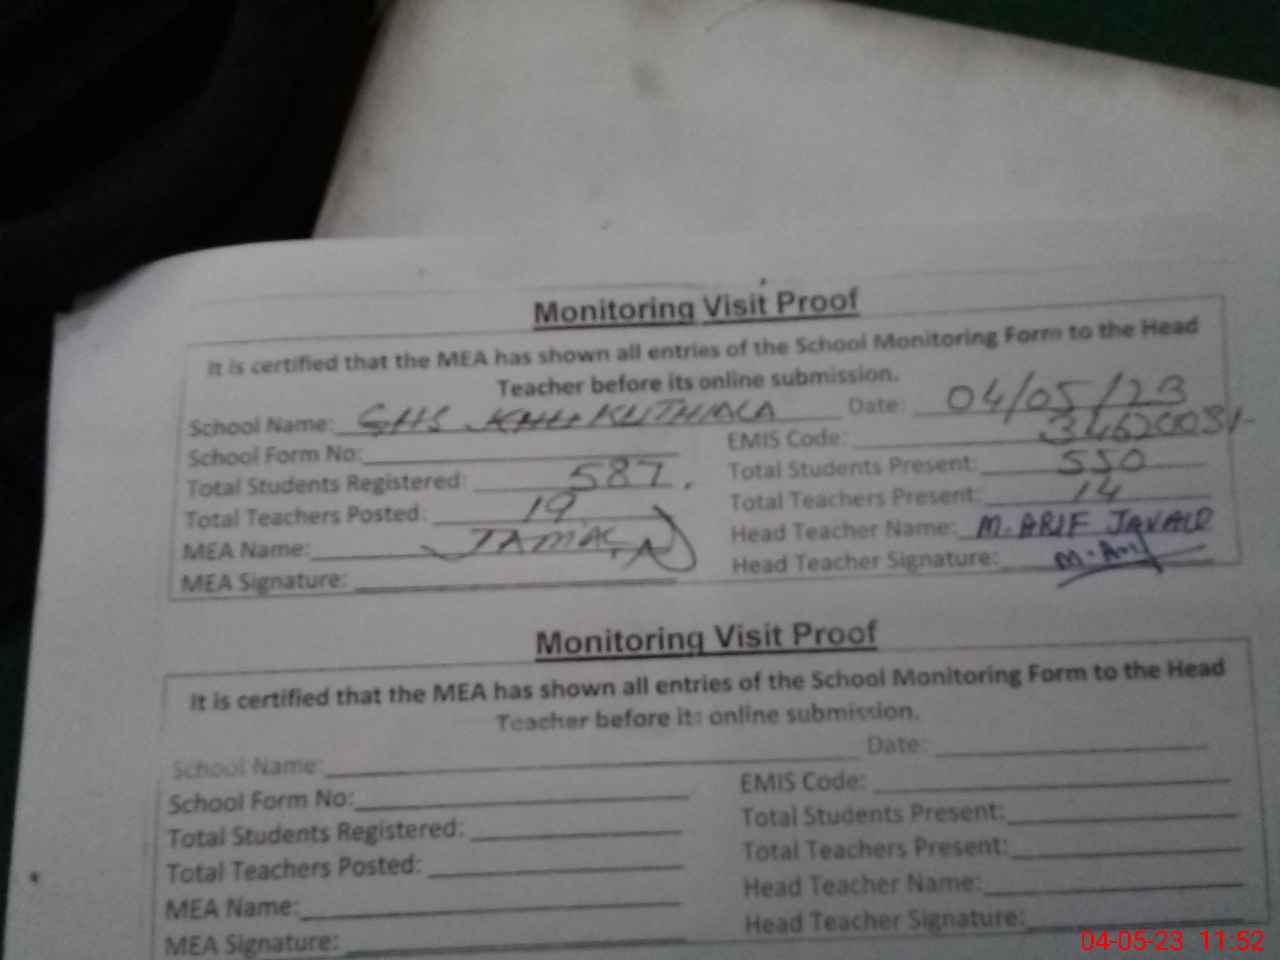 Monitoring Visit Proof
It is certified that the MEA has shown all entries of the School Monitoring Form to the Head
Teacher before its online submission.
School Name: GHS Date: 04/05/23
School Form No: EMIS Code:
Total Students Registered: 587. Total Students Present: 550
Total Teachers Posted: 19 Total Teachers Present: 14
MEA Name: JAMAL Head Teacher Name: M. ARIF JAVAID
MEA Signature: Head Teacher Signature: M. Arif
Monitoring Visit Proof
It is certified that the MEA has shown all entries of the School Monitoring Form to the Head
Teacher before its online submission.
School Name: Date:
School Form No: EMIS Code:
Total Students Registered: Total Students Present:
Total Teachers Posted: Total Teachers Present:
MEA Name: Head Teacher Name:
MEA Signature: Head Teacher Signature:
04-05-23 11:52